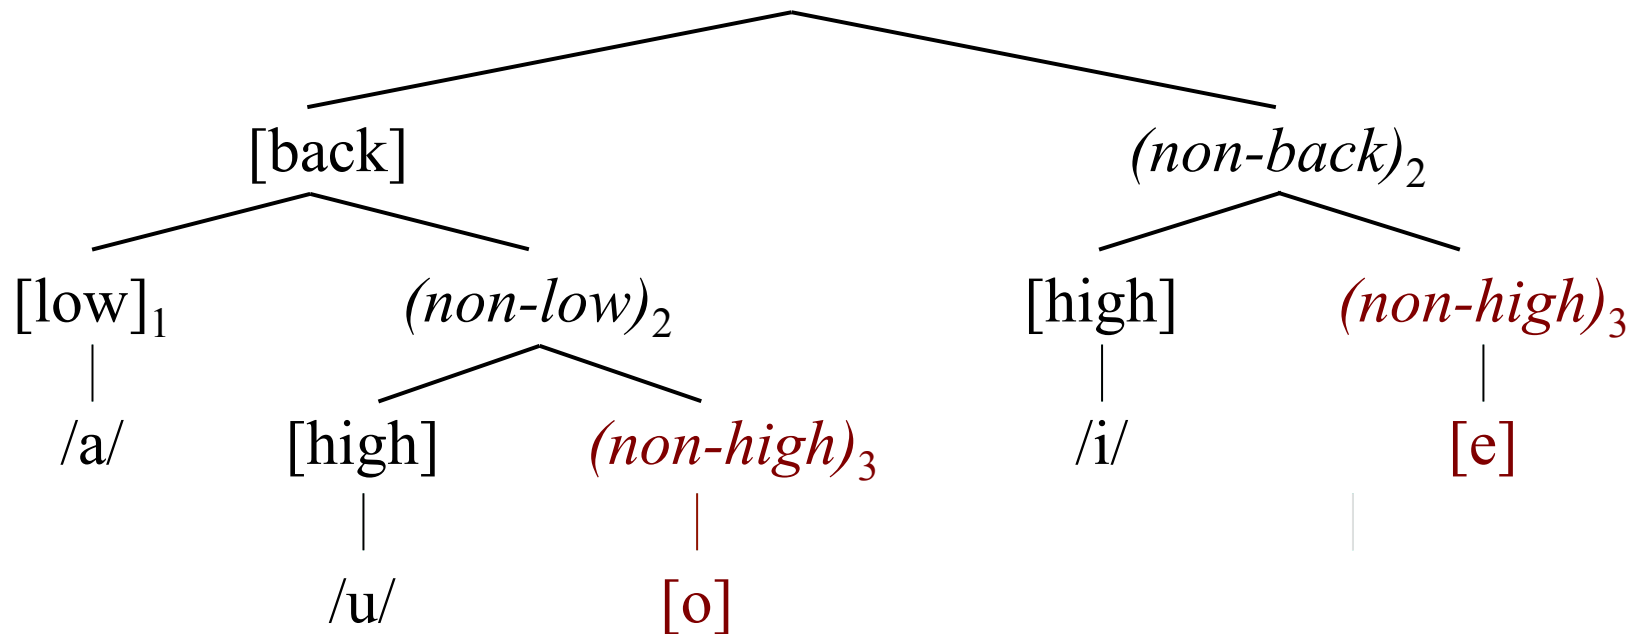 [back] (non-back)2
[low]1 (non-low)2 [high] (non-high)3
/a/ [high] (non-high)3 /i/ [e]
/u/ [o]